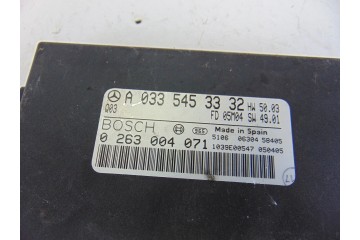 A 033 545 33 32 HW 50.03
Q03 FD 05M04 SW 49.01
BOSCH Made in Spain
5106 06304 58405
0 263 004 071 1039E00547 050405